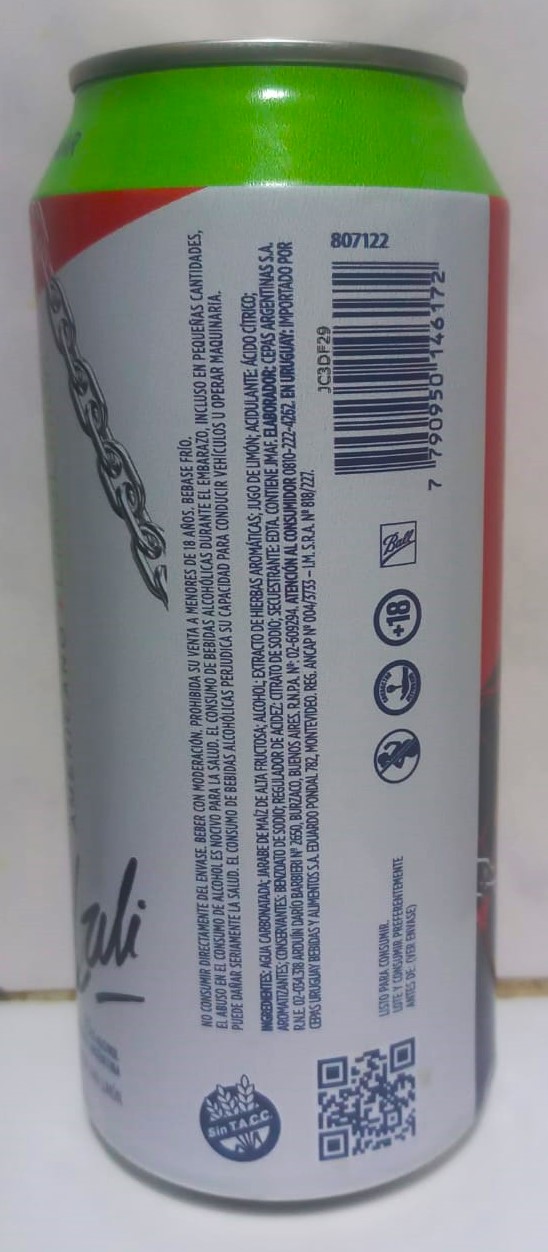 NO CONSUMIR DIRECTAMENTE DEL ENVASE. BEBER CON MODERACIÓN. PROHIBIDA SU VENTA A MENORES DE 18 AÑOS. BEBASE FRÍO.
EL ABUSO EN EL CONSUMO DE ALCOHOL ES NOCIVO PARA LA SALUD. EL CONSUMO DE BEBIDAS ALCOHÓLICAS DURANTE EL EMBARAZO, INCLUSO EN PEQUEÑAS CANTIDADES,
PUEDE DAÑAR SERIAMENTE LA SALUD. EL CONSUMO DE BEBIDAS ALCOHÓLICAS PERJUDICA SU CAPACIDAD PARA CONDUCIR VEHÍCULOS U OPERAR MAQUINARIA.
INGREDIENTES: AGUA CARBONATADA; JARABE DE MAÍZ DE ALTA FRUCTOSA; ALCOHOL; EXTRACTO DE HIERBAS AROMÁTICAS; JUGO DE LIMÓN; ACIDULANTE: ÁCIDO CÍTRICO;
AROMATIZANTES; CONSERVANTES: BENZOATO DE SODIO; REGULADOR DE ACIDEZ: CITRATO DE SODIO; SECUESTRANTE: EDTA. CONTIENE JMAF. ELABORADOR: CEPAS ARGENTINAS S.A.
R.N.E. 02-034.318 ARDUÍN DARÍO BARBIERI Nº 2650, BURZACO, BUENOS AIRES. R.N.P.A. Nº: 02-609294. ATENCIÓN AL CONSUMIDOR 0810-222-4262. EN URUGUAY: IMPORTADO POR
CEPAS URUGUAY BEBIDAS Y ALIMENTOS S.A. EDUARDO PONDAL 782, MONTEVIDEO. REG. ANCAP Nº 004/3733 – I.M. S.R.A. Nº 818/227.
807122
JC3DF29
7 790950 146172
Ball
+18
LISTO PARA CONSUMIR.
LOTE Y CONSUMIR PREFERENTEMENTE
ANTES DE: (VER ENVASE)
Sin T.A.C.C.